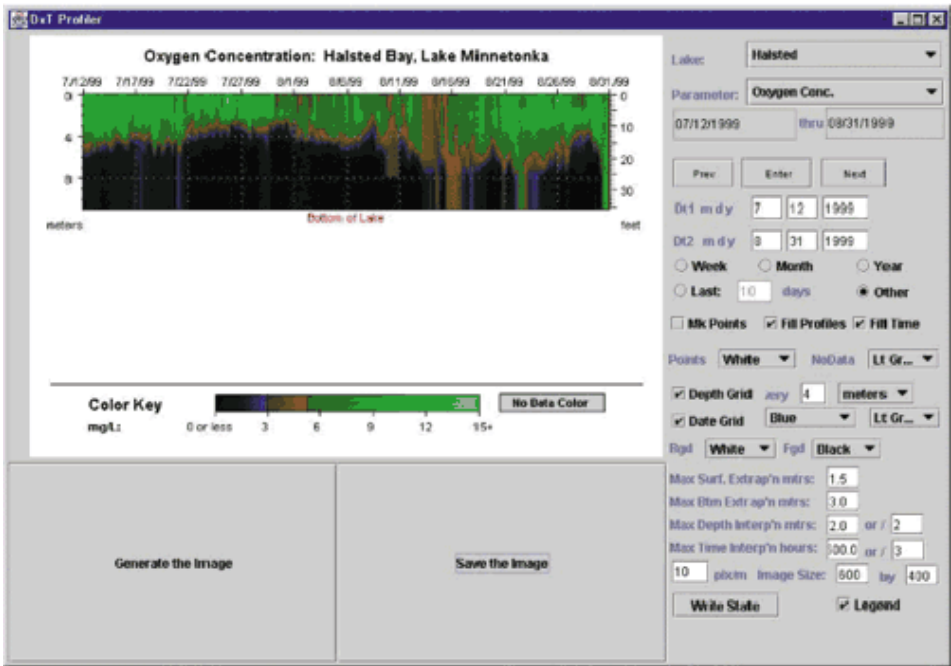 DxT Profiler
Oxygen Concentration: Halsted Bay, Lake Minnetonka
7/12/99 7/17/99 7/22/99 7/27/99 8/1/99 8/6/99 8/11/99 8/16/99 8/21/99 8/26/99 8/31/99
0 0
4 10
8 20
30
meters Bottom of Lake feet
Color Key No Data Color
mg/L: 0 or less 3 6 9 12 15+
Generate the Image
Save the Image
Lake: Halsted
Parameter: Oxygen Conc.
07/12/1999 thru 08/31/1999
Prev Enter Next
Dt1 m d y 7 12 1999
Dt2 m d y 8 31 1999
Week Month Year
Last: 10 days Other
Mk Points Fill Profiles Fill Time
Points White NoData Lt Gr...
Depth Grid 4 meters
Date Grid Blue Lt Gr...
Bgd White Fgd Black
Max Surf. Extrap'n mtrs: 1.5
Max Btm Extrap'n mtrs: 3.0
Max Depth Interp'n mtrs: 2.0 or / 2
Max Time Interp'n hours: 00.0 or / 3
10 pix/m Image Size: 600 by 400
Write State Legend